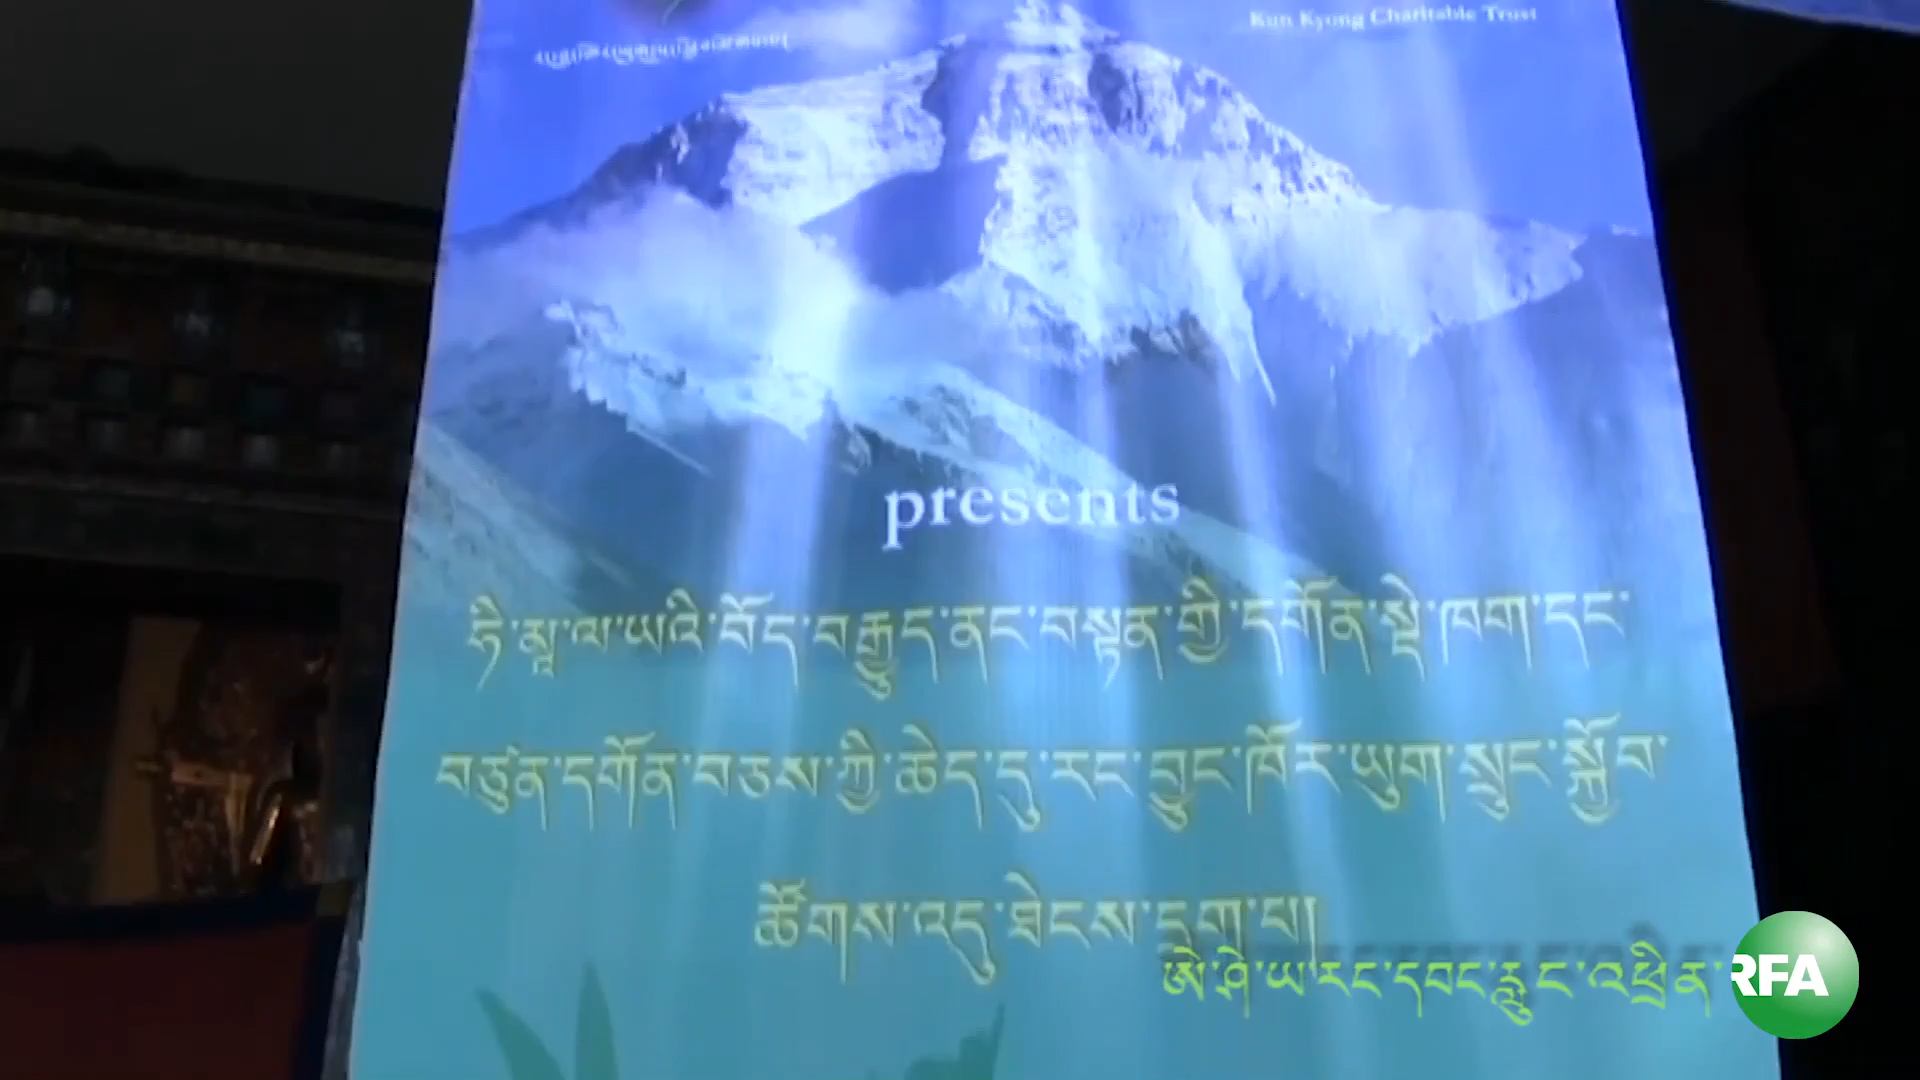 Kun Kyong Charitable Trust
presents
ཧི་མཱ་ལ་ཡའི་བོད་བརྒྱུད་ནང་བསྟན་གྱི་དགོན་སྡེ་ཁག་དང་
བཙུན་དགོན་བཅས་ཀྱི་ཆེད་དུ་རང་བྱུང་ཁོར་ཡུག་སྲུང་སྐྱོབ་
ཚོགས་འདུ་ཐེངས་དྲུག་པ།
ཨེ་ཤེ་ཡ་རང་དབང་རླུང་འཕྲིན་
RFA